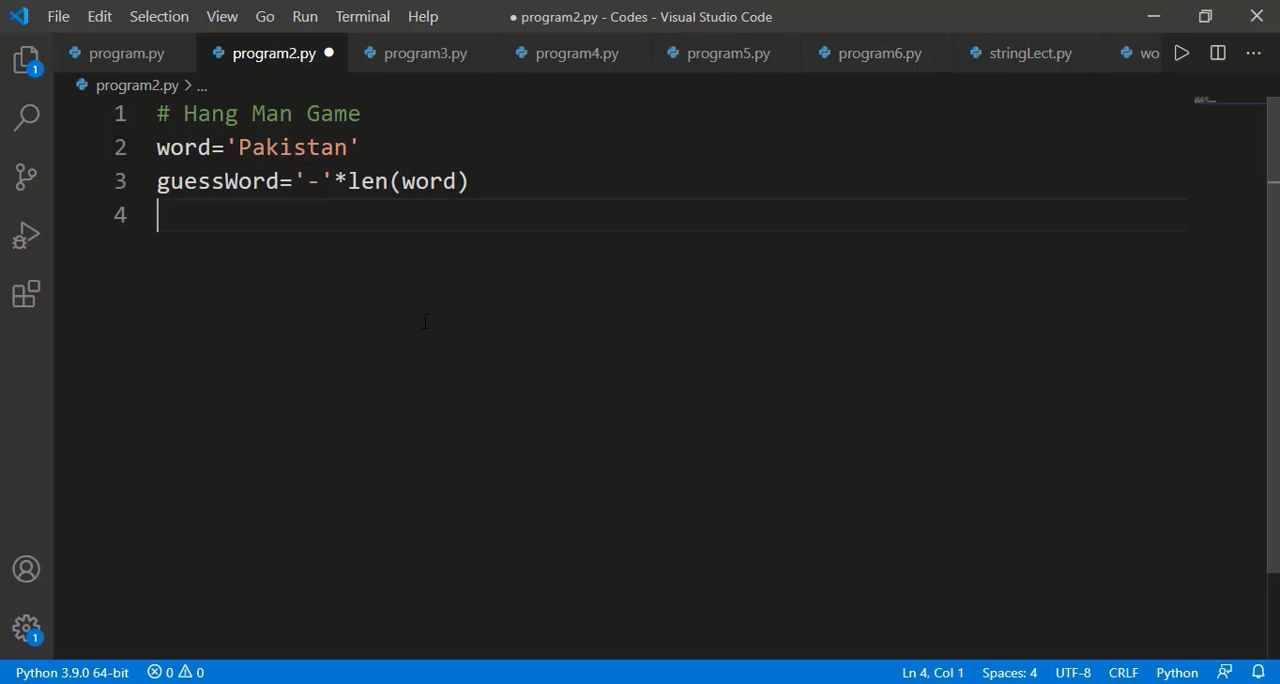 File Edit Selection View Go Run Terminal Help ● program2.py - Codes - Visual Studio Code
program.py program2.py ● program3.py program4.py program5.py program6.py stringLect.py wo
program2.py > ...
1 # Hang Man Game
2 word='Pakistan'
3 guessWord='-'*len(word)
4
1
1
Python 3.9.0 64-bit 0 0 Ln 4, Col 1 Spaces: 4 UTF-8 CRLF Python